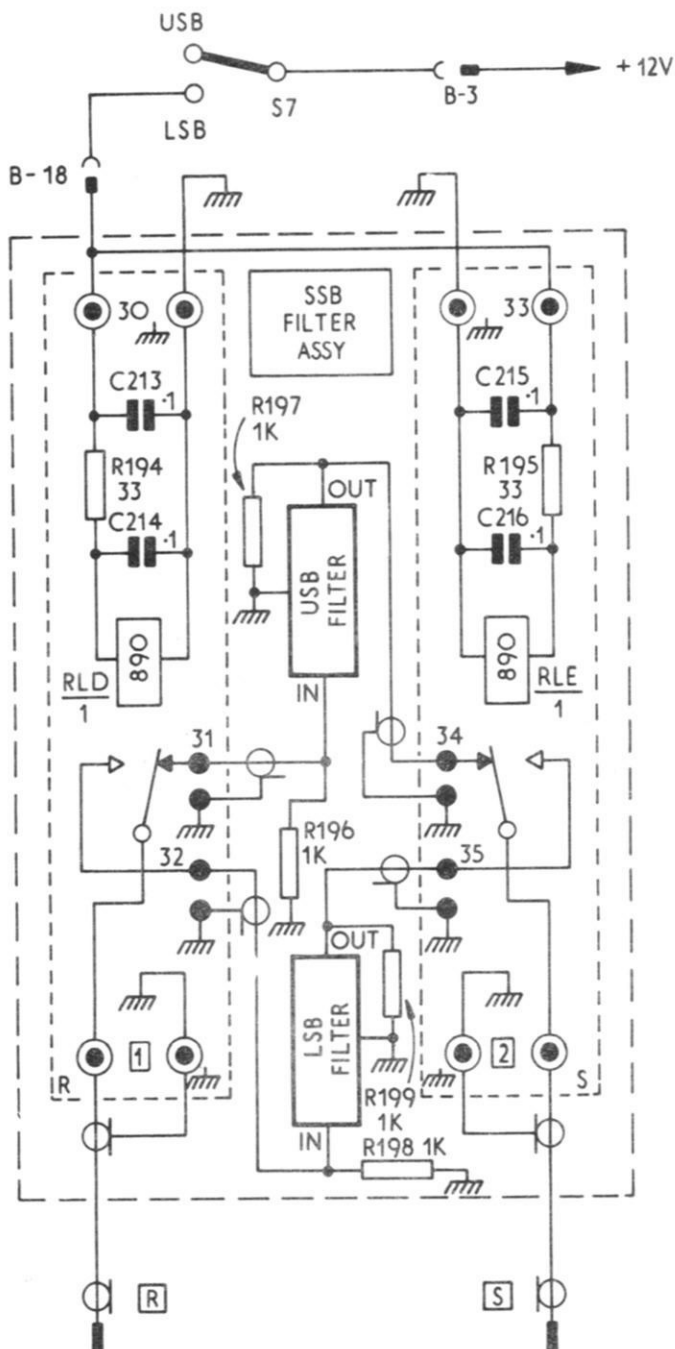 USB
+ 12V
S7
B-3
LSB
B-18
30
33
SSB
FILTER
ASSY
C213
.1
C215
.1
R197
1K
R194
33
R195
33
OUT
C214
.1
C216
.1
USB
FILTER
890
890
RLD
1
RLE
1
IN
31
34
R196
1K
32
35
OUT
LSB
FILTER
1
2
R
S
R199
1K
IN
R198 1K
R
S